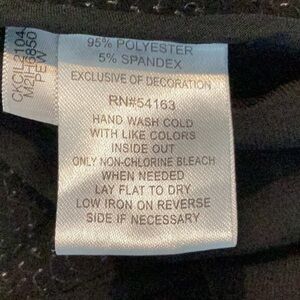 95% POLYESTER
5% SPANDEX
EXCLUSIVE OF DECORATION
RN#54163
HAND WASH COLD
WITH LIKE COLORS
INSIDE OUT
ONLY NON-CHLORINE BLEACH
WHEN NEEDED
LAY FLAT TO DRY
LOW IRON ON REVERSE
SIDE IF NECESSARY
PEW